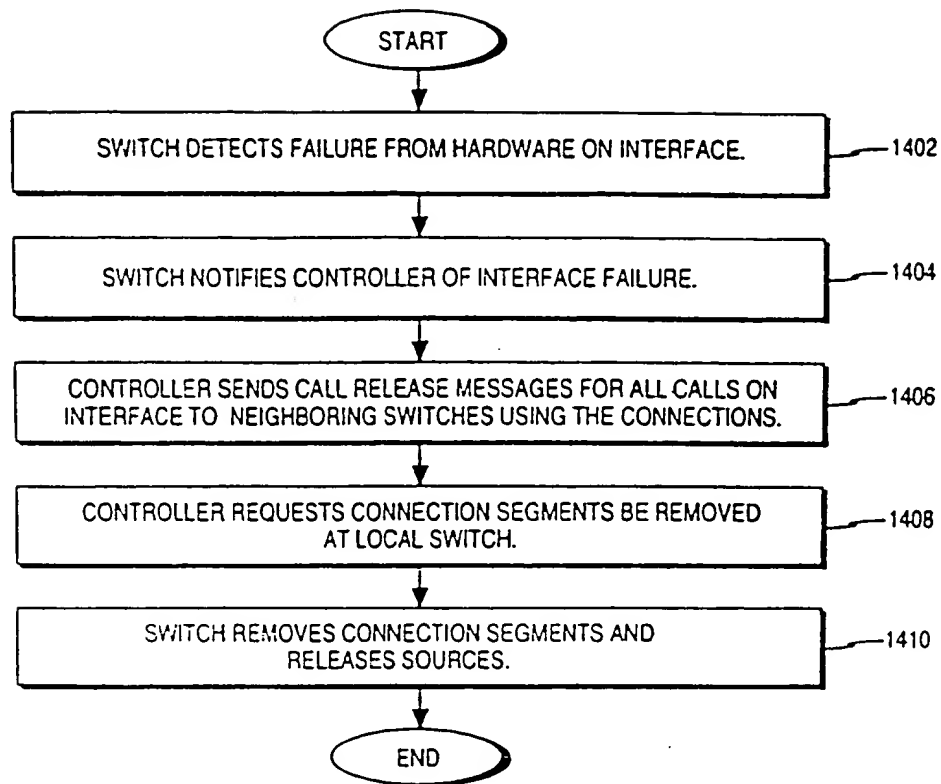 START
SWITCH DETECTS FAILURE FROM HARDWARE ON INTERFACE.
1402
SWITCH NOTIFIES CONTROLLER OF INTERFACE FAILURE.
1404
CONTROLLER SENDS CALL RELEASE MESSAGES FOR ALL CALLS ON
INTERFACE TO NEIGHBORING SWITCHES USING THE CONNECTIONS.
1406
CONTROLLER REQUESTS CONNECTION SEGMENTS BE REMOVED
AT LOCAL SWITCH.
1408
SWITCH REMOVES CONNECTION SEGMENTS AND
RELEASES SOURCES.
1410
END